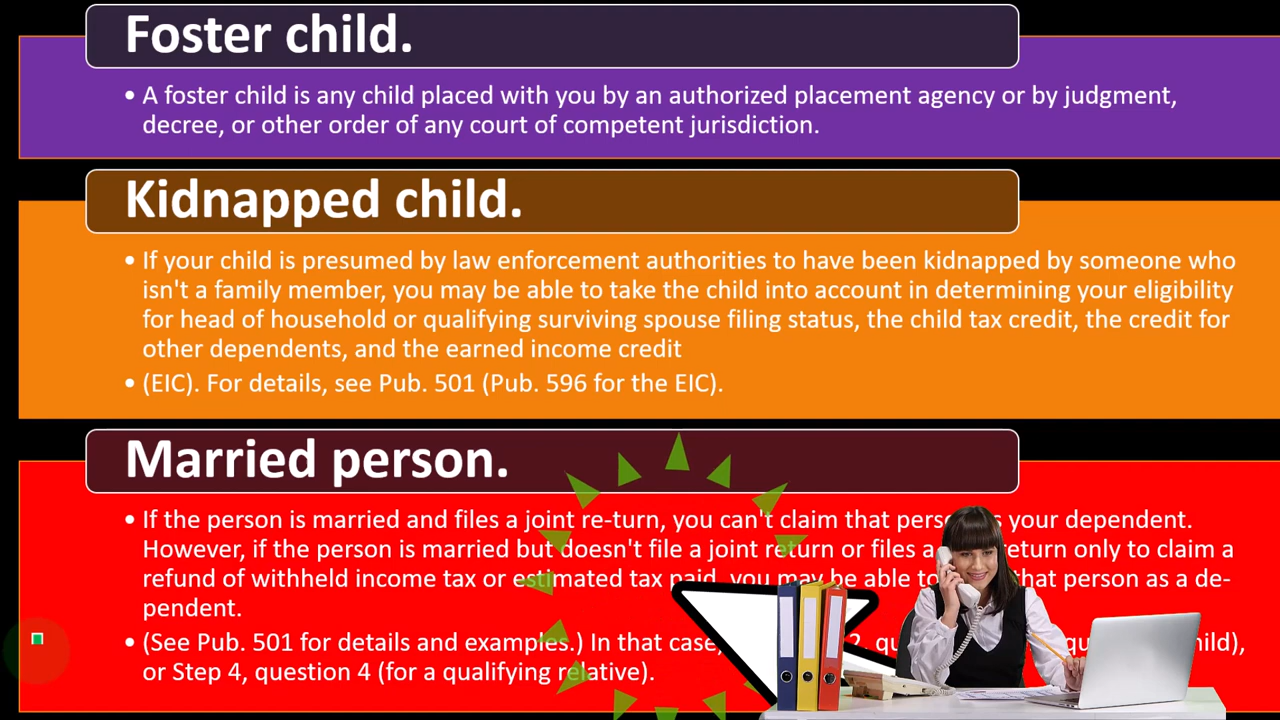 Foster child.
• A foster child is any child placed with you by an authorized placement agency or by judgment,
decree, or other order of any court of competent jurisdiction.
Kidnapped child.
• If your child is presumed by law enforcement authorities to have been kidnapped by someone who
isn't a family member, you may be able to take the child into account in determining your eligibility
for head of household or qualifying surviving spouse filing status, the child tax credit, the credit for
other dependents, and the earned income credit
• (EIC). For details, see Pub. 501 (Pub. 596 for the EIC).
Married person.
• If the person is married and files a joint re-turn, you can't claim that your dependent.
However, if the person is married but doesn't file a joint return or files a return only to claim a
refund of withheld income tax or estimated tax paid, you may be able to that person as a de-
pendent.
• (See Pub. 501 for details and examples.) In that case,
or Step 4, question 4 (for a qualifying relative).